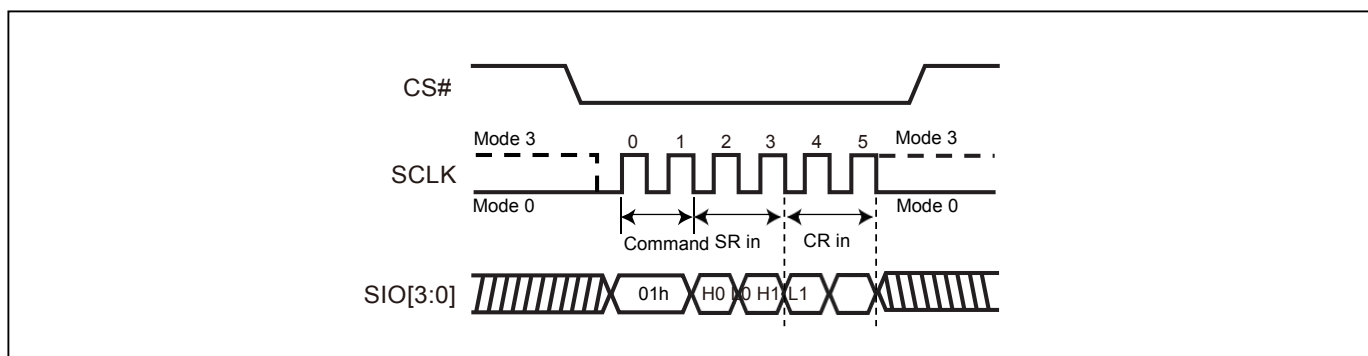 CS#
Mode 3
0 1 2 3 4 5
Mode 3
SCLK
Mode 0
Mode 0
Command SR in CR in
SIO[3:0]
01h H0 L0 H1 L1